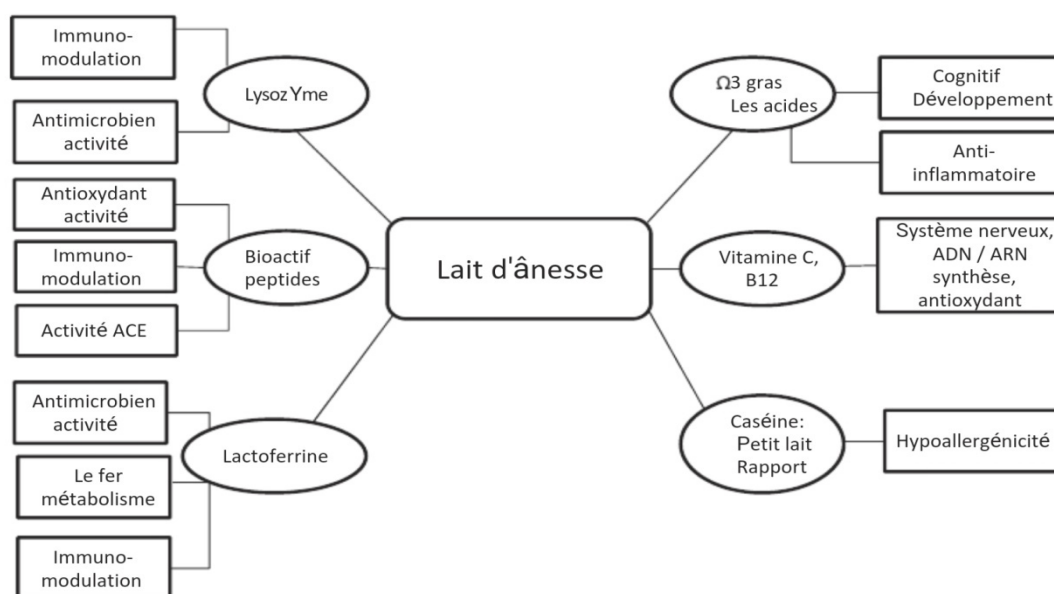 Immuno-
modulation
Antimicrobien
activité
Lysoz Yme
Antioxydant
activité
Immuno-
modulation
Activité ACE
Bioactif
peptides
Antimicrobien
activité
Le fer
métabolisme
Immuno-
modulation
Lactoferrine
Lait d'ânesse
Ω3 gras
Les acides
Cognitif
Développement
Anti-
inflammatoire
Vitamine C,
B12
Système nerveux,
ADN / ARN
synthèse,
antioxydant
Caséine:
Petit lait
Rapport
Hypoallergénicité